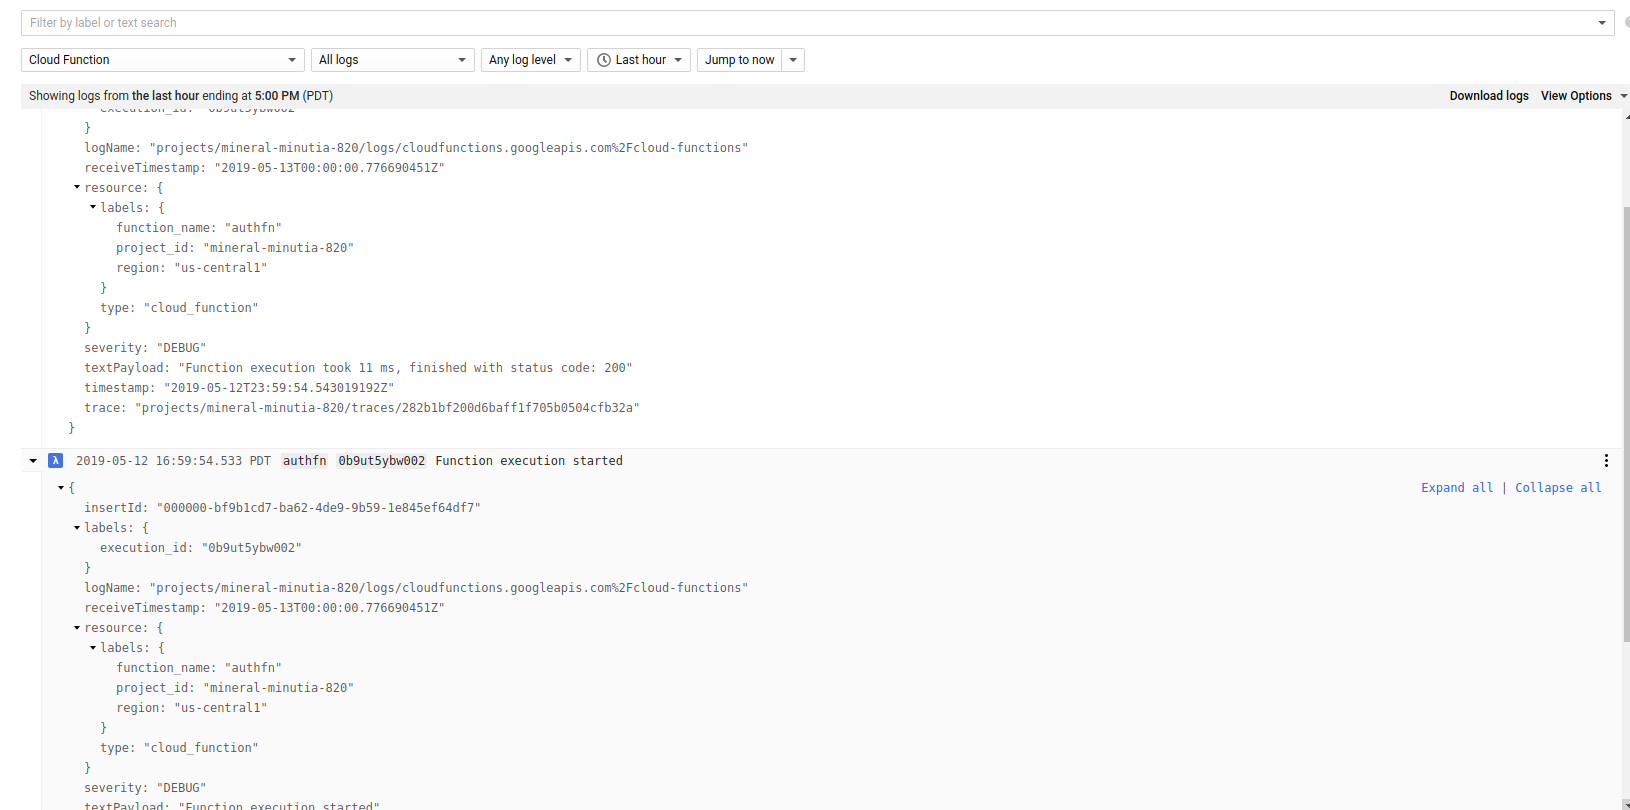 Filter by label or text search
Cloud Function All logs Any log level Last hour Jump to now
Showing logs from the last hour ending at 5:00 PM (PDT) Download logs View Options
execution_id: "0b9ut5ybw002"
}
logName: "projects/mineral-minutia-820/logs/cloudfunctions.googleapis.com%2Fcloud-functions"
receiveTimestamp: "2019-05-13T00:00:00.776690451Z"
resource: {
labels: {
function_name: "authfn"
project_id: "mineral-minutia-820"
region: "us-central1"
}
type: "cloud_function"
}
severity: "DEBUG"
textPayload: "Function execution took 11 ms, finished with status code: 200"
timestamp: "2019-05-12T23:59:54.543019192Z"
trace: "projects/mineral-minutia-820/traces/282b1bf200d6baff1f705b0504cfb32a"
}
λ 2019-05-12 16:59:54.533 PDT authfn 0b9ut5ybw002 Function execution started
{ Expand all | Collapse all
insertId: "000000-bf9b1cd7-ba62-4de9-9b59-1e845ef64df7"
labels: {
execution_id: "0b9ut5ybw002"
}
logName: "projects/mineral-minutia-820/logs/cloudfunctions.googleapis.com%2Fcloud-functions"
receiveTimestamp: "2019-05-13T00:00:00.776690451Z"
resource: {
labels: {
function_name: "authfn"
project_id: "mineral-minutia-820"
region: "us-central1"
}
type: "cloud_function"
}
severity: "DEBUG"
textPayload: "Function execution started"